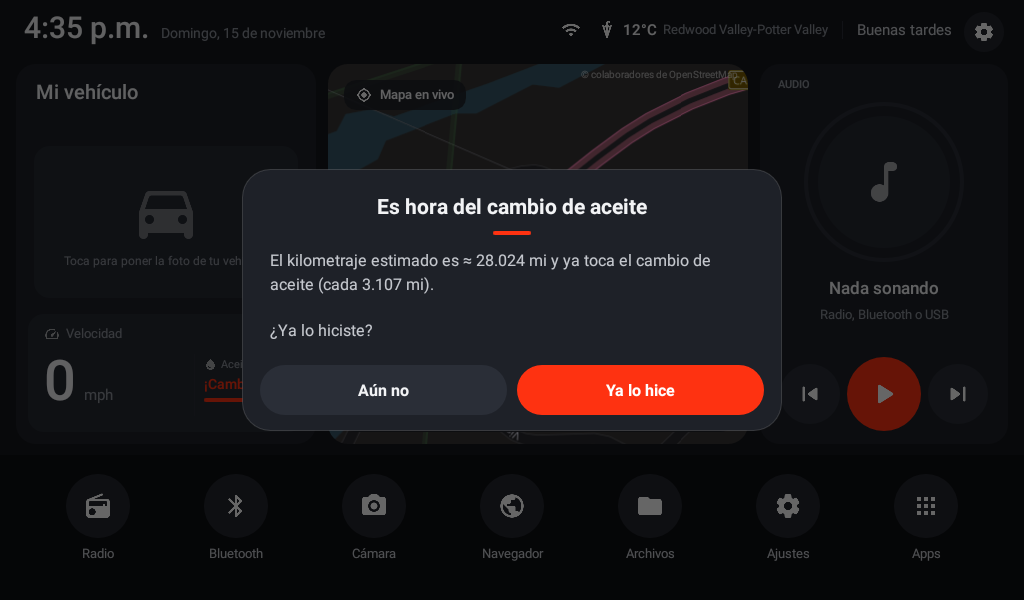 4:35 p.m. Domingo, 15 de noviembre
12°C Redwood Valley-Potter Valley
Buenas tardes
Mi vehículo
Toca para poner la foto de tu
Velocidad
0 mph
© colaboradores de OpenStreetMap
CA
Mapa en vivo
AUDIO
Nada sonando
Radio, Bluetooth o USB
Es hora del cambio de aceite
El kilometraje estimado es ≈ 28.024 mi y ya toca el cambio de
aceite (cada 3.107 mi).
¿Ya lo hiciste?
Aún no
Ya lo hice
Radio
Bluetooth
Cámara
Navegador
Archivos
Ajustes
Apps